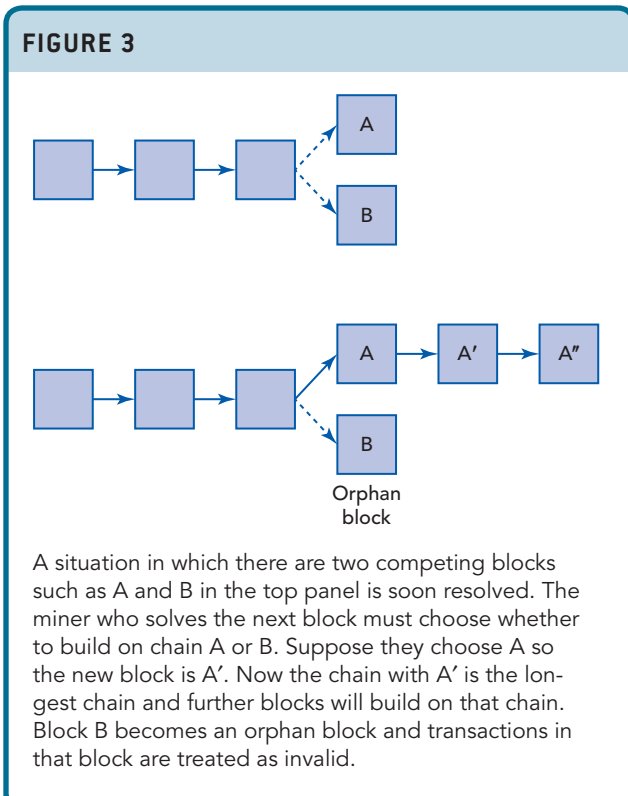 FIGURE 3
A
B
A
A′
A″
B
Orphan
block
A situation in which there are two competing blocks
such as A and B in the top panel is soon resolved. The
miner who solves the next block must choose whether
to build on chain A or B. Suppose they choose A so
the new block is A′. Now the chain with A′ is the lon-
gest chain and further blocks will build on that chain.
Block B becomes an orphan block and transactions in
that block are treated as invalid.